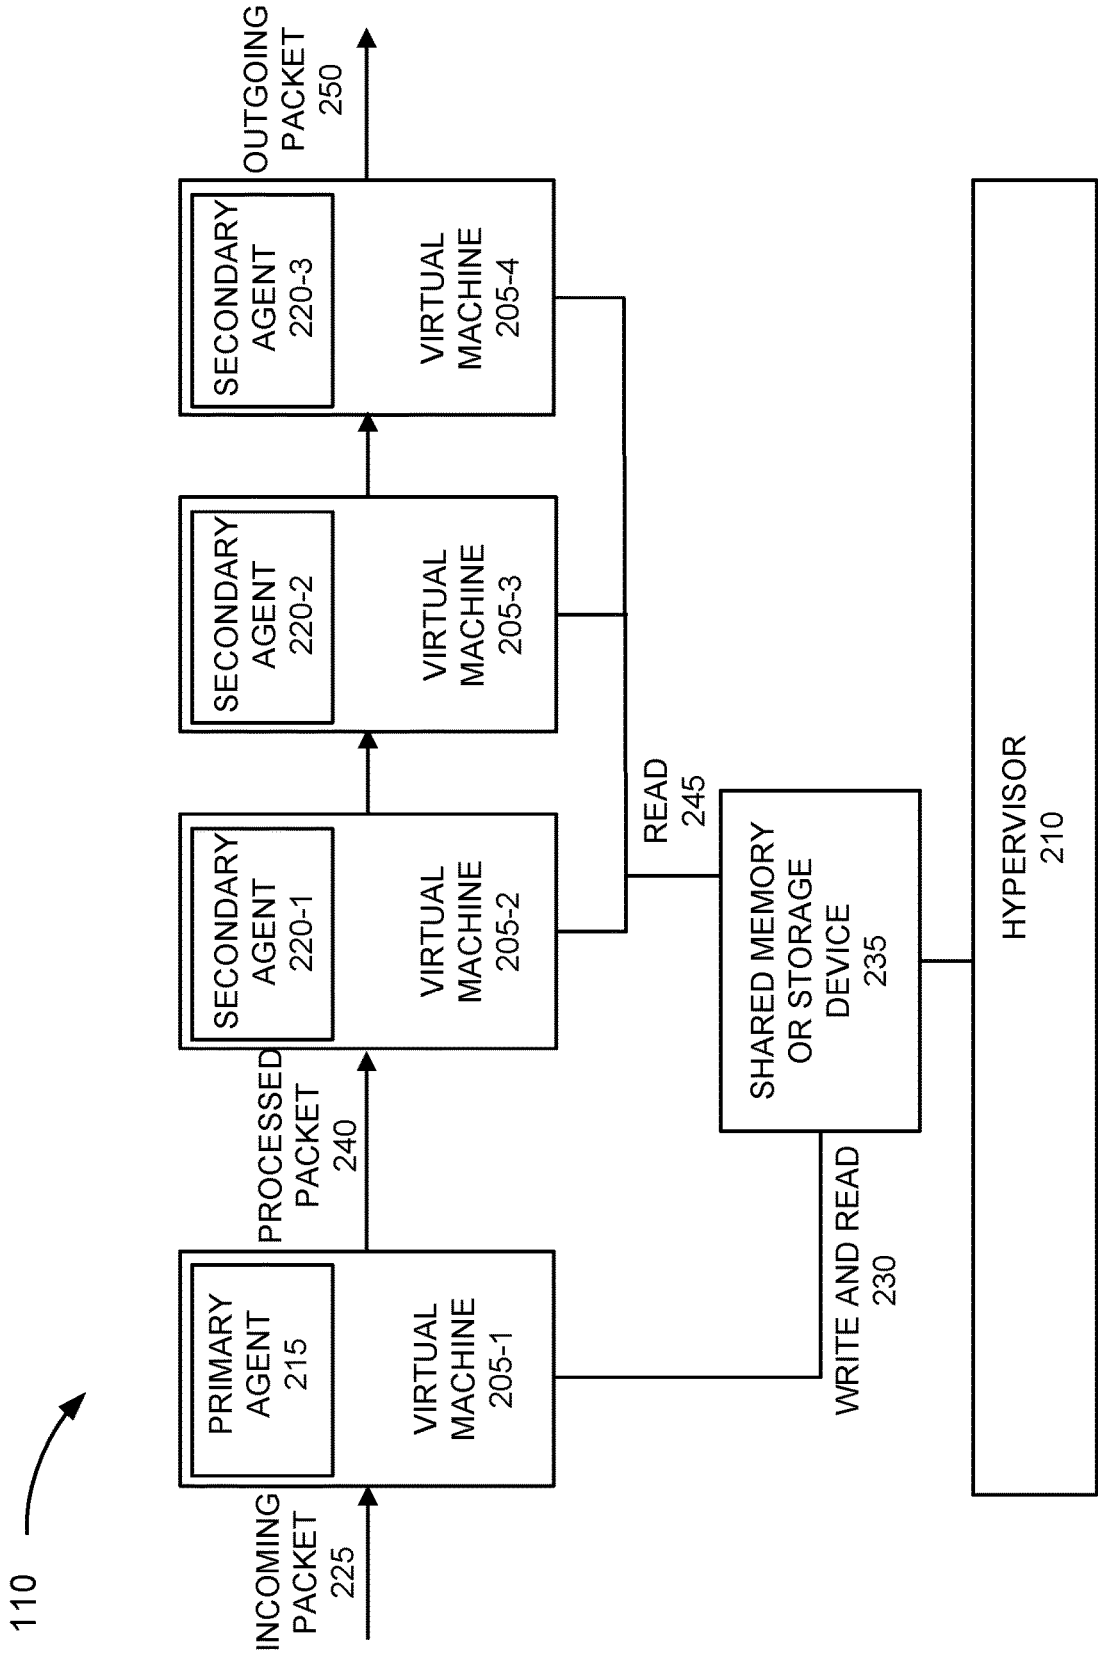 110
INCOMING
PACKET
225
PRIMARY
AGENT
215
VIRTUAL
MACHINE
205-1
PROCESSED
PACKET
240
SECONDARY
AGENT
220-1
VIRTUAL
MACHINE
205-2
SECONDARY
AGENT
220-2
VIRTUAL
MACHINE
205-3
SECONDARY
AGENT
220-3
VIRTUAL
MACHINE
205-4
OUTGOING
PACKET
250
WRITE AND READ
230
READ
245
SHARED MEMORY
OR STORAGE
DEVICE
235
HYPERVISOR
210